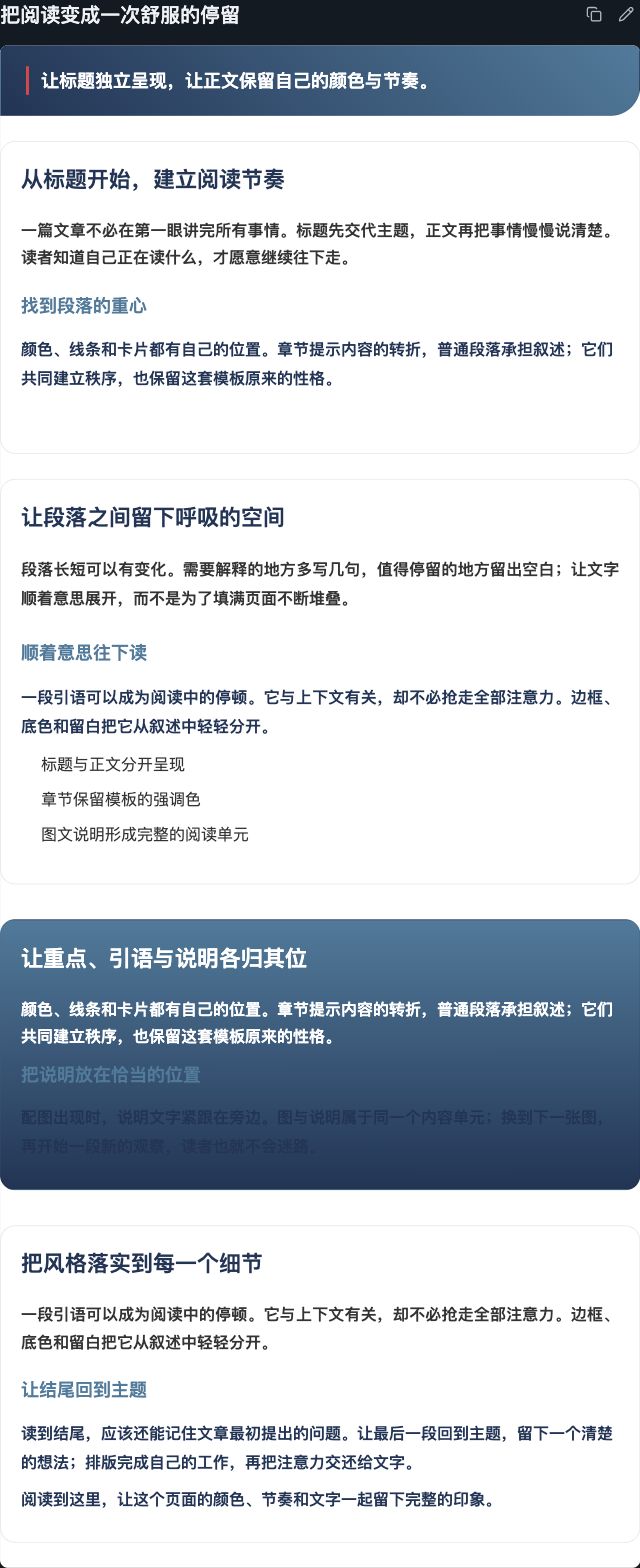 把阅读变成一次舒服的停留
让标题独立呈现，让正文保留自己的颜色与节奏。
从标题开始，建立阅读节奏
一篇文章不必在第一眼讲完所有事情。标题先交代主题，正文再把事情慢慢说清楚。
读者知道自己正在读什么，才愿意继续往下走。
找到段落的重心
颜色、线条和卡片都有自己的位置。章节提示内容的转折，普通段落承担叙述；它们
共同建立秩序，也保留这套模板原来的性格。
让段落之间留下呼吸的空间
段落长短可以有变化。需要解释的地方多写几句，值得停留的地方留出空白；让文字
顺着意思展开，而不是为了填满页面不断堆叠。
顺着意思往下读
一段引语可以成为阅读中的停顿。它与上下文有关，却不必抢走全部注意力。边框、
底色和留白把它从叙述中轻轻分开。
标题与正文分开呈现
章节保留模板的强调色
图文说明形成完整的阅读单元
让重点、引语与说明各归其位
颜色、线条和卡片都有自己的位置。章节提示内容的转折，普通段落承担叙述；它们
共同建立秩序，也保留这套模板原来的性格。
把说明放在恰当的位置
配图出现时，说明文字紧跟在旁边。图与说明属于同一个内容单元；换到下一张图，
再开始一段新的观察，读者也就不会迷路。
把风格落实到每一个细节
一段引语可以成为阅读中的停顿。它与上下文有关，却不必抢走全部注意力。边框、
底色和留白把它从叙述中轻轻分开。
让结尾回到主题
读到结尾，应该还能记住文章最初提出的问题。让最后一段回到主题，留下一个清楚
的想法；排版完成自己的工作，再把注意力交还给文字。
阅读到这里，让这个页面的颜色、节奏和文字一起留下完整的印象。